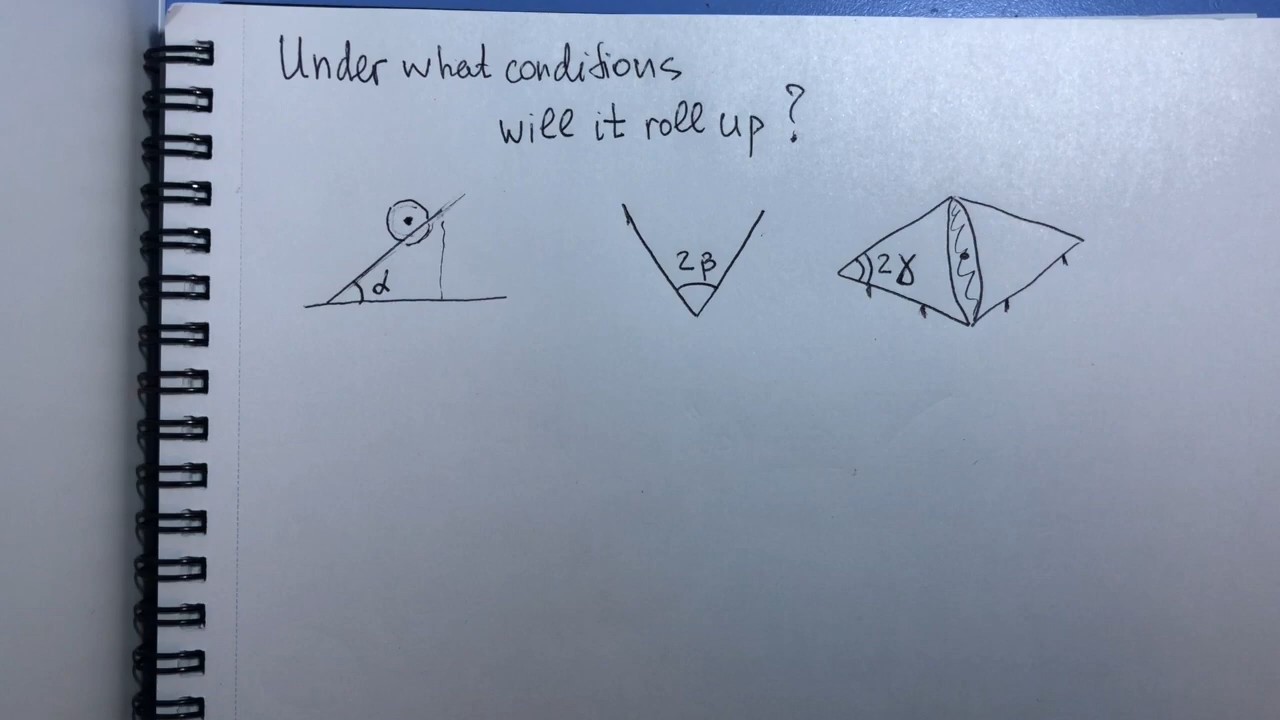 Under what conditions
will it roll up?
α
2β
2γ